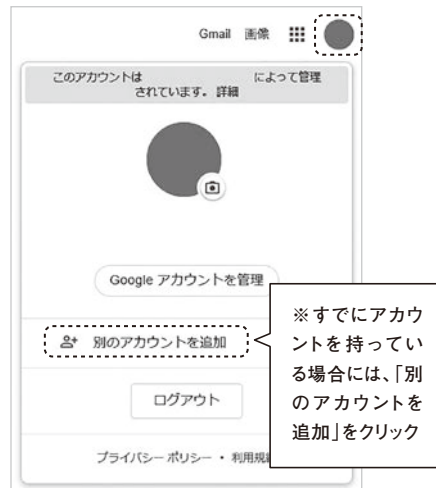 Gmail 画像
このアカウントは によって管理
されています。 詳細
Google アカウントを管理
別のアカウントを追加
※すでにアカウ
ントを持ってい
る場合には、「別
のアカウントを
追加」をクリック
ログアウト
プライバシー ポリシー ・ 利用規